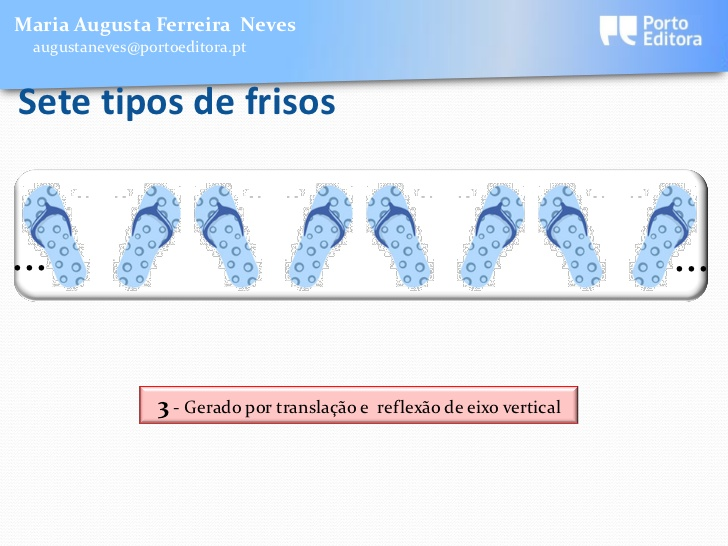 Maria Augusta Ferreira Neves
augustaneves@portoeditora.pt
Porto
Editora
Sete tipos de frisos
... ...
3 - Gerado por translação e reflexão de eixo vertical